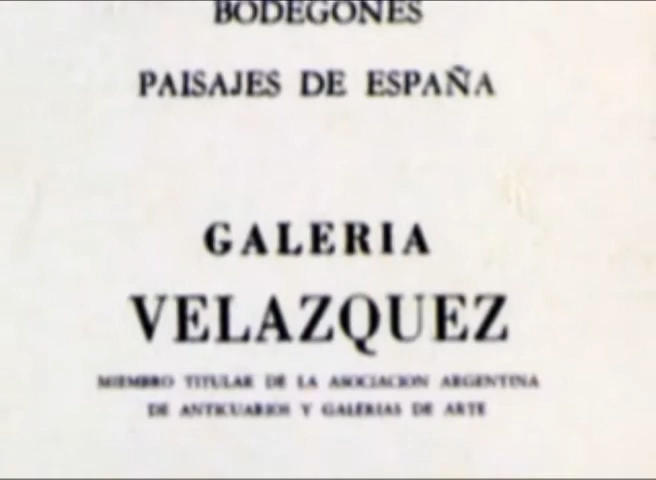 BODEGONES
PAISAJES DE ESPAÑA
GALERIA
VELAZQUEZ
MIEMBRO TITULAR DE LA ASOCIACION ARGENTINA
DE ANTICUARIOS Y GALERIAS DE ARTE